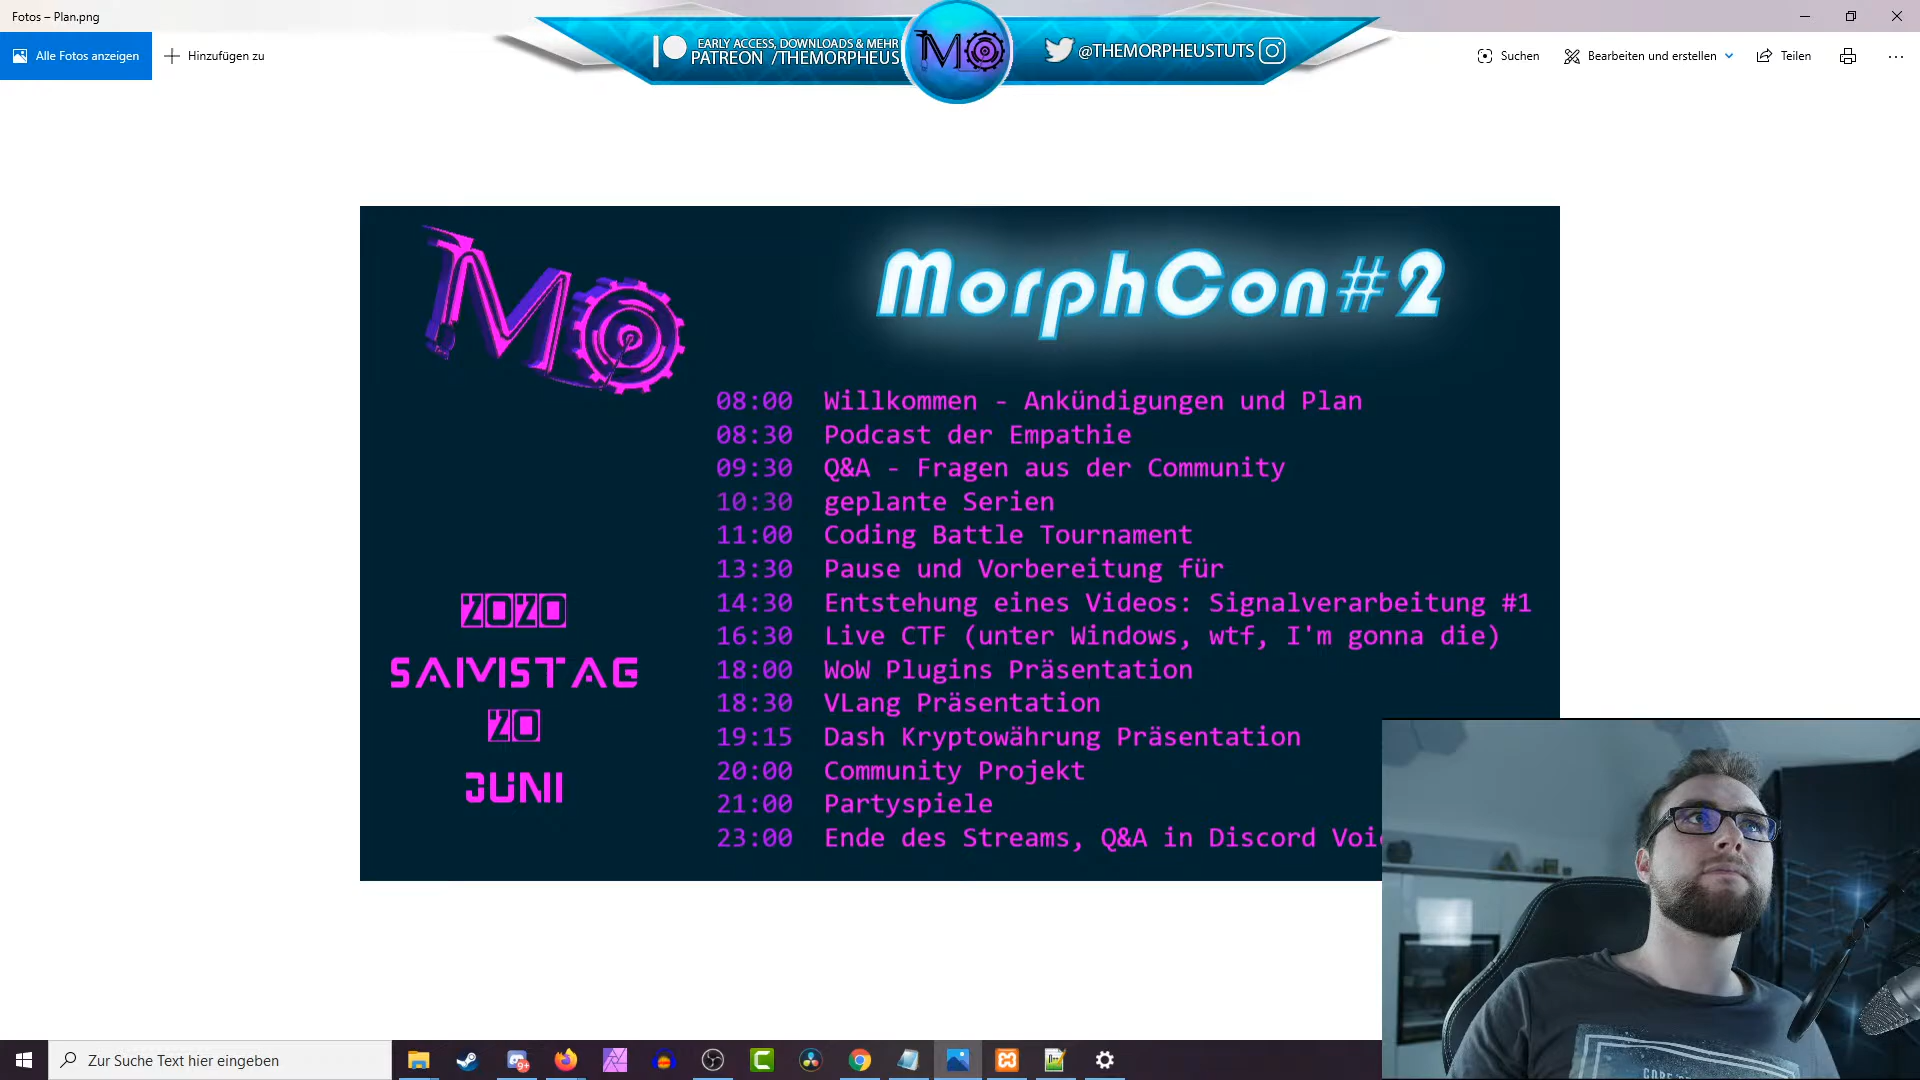 Fotos – Plan.png
EARLY ACCESS, DOWNLOADS & MEHR
PATREON /THEMORPHEUS
MO
@THEMORPHEUSTUTS
Alle Fotos anzeigen
Hinzufügen zu
Suchen
Bearbeiten und erstellen
Teilen
MO
MorphCon#2
08:00 Willkommen - Ankündigungen und Plan
08:30 Podcast der Empathie
09:30 Q&A - Fragen aus der Community
10:30 geplante Serien
11:00 Coding Battle Tournament
13:30 Pause und Vorbereitung für
14:30 Entstehung eines Videos: Signalverarbeitung #1
16:30 Live CTF (unter Windows, wtf, I'm gonna die)
18:00 WoW Plugins Präsentation
18:30 VLang Präsentation
19:15 Dash Kryptowährung Präsentation
20:00 Community Projekt
21:00 Partyspiele
23:00 Ende des Streams, Q&A in Discord
2020
SAMSTAG
20
JUNI
Zur Suche Text hier eingeben
9+